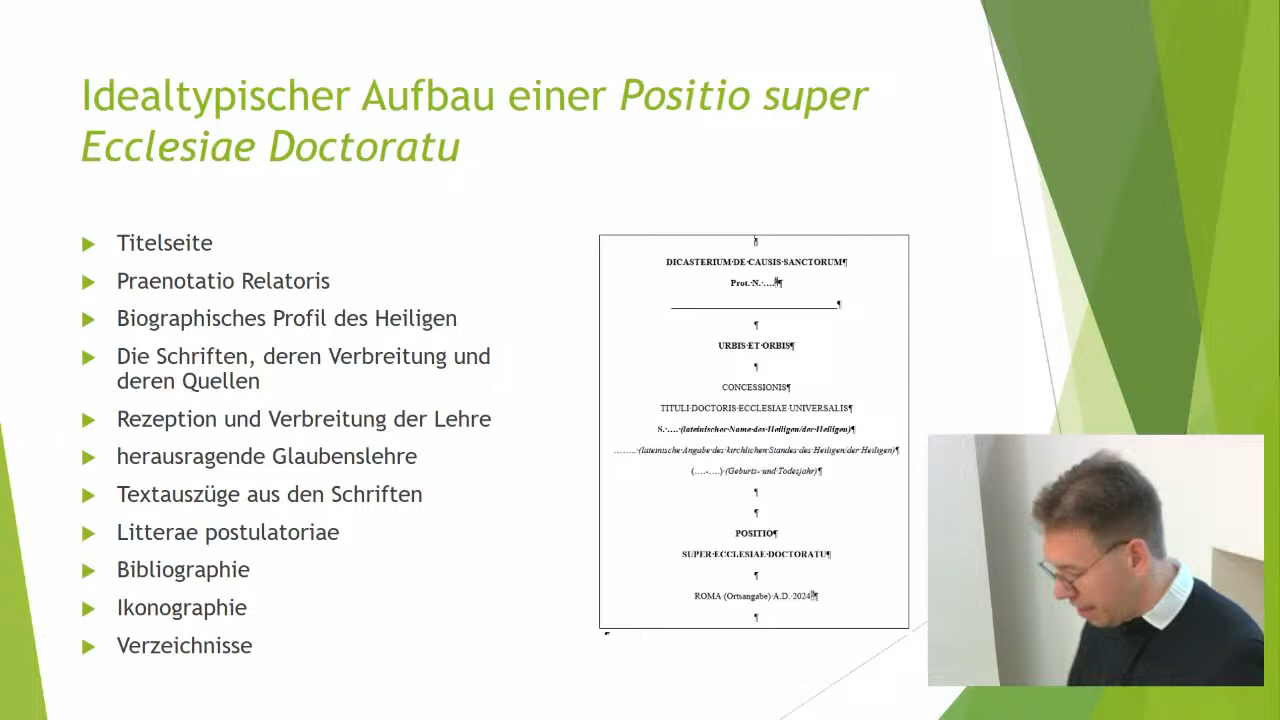 Idealtypischer Aufbau einer Positio super
Ecclesiae Doctoratu
Titelseite
Praenotatio Relatoris
Biographisches Profil des Heiligen
Die Schriften, deren Verbreitung und
deren Quellen
Rezeption und Verbreitung der Lehre
herausragende Glaubenslehre
Textauszüge aus den Schriften
Litterae postulatoriae
Bibliographie
Ikonographie
Verzeichnisse
¶
DICASTERIUM·DE·CAUSIS·SANCTORUM¶
Prot.·N.·….¶
¶
¶
URBIS·ET·ORBIS¶
¶
CONCESSIONIS¶
TITULI·DOCTORIS·ECCLESIAE·UNIVERSALIS¶
S.·….·(lateinischer·Name·des·Heiligen/der·Heiligen)¶
……..·(lateinische·Angabe·des·kirchlichen·Standes·des·Heiligen/der·Heiligen)¶
(….-….)·(Geburts-·und·Todesjahr)¶
¶
¶
POSITIO¶
SUPER·ECCLESIAE·DOCTORATU¶
¶
ROMA·(Ortsangabe)·A.D.·2024¶
¶